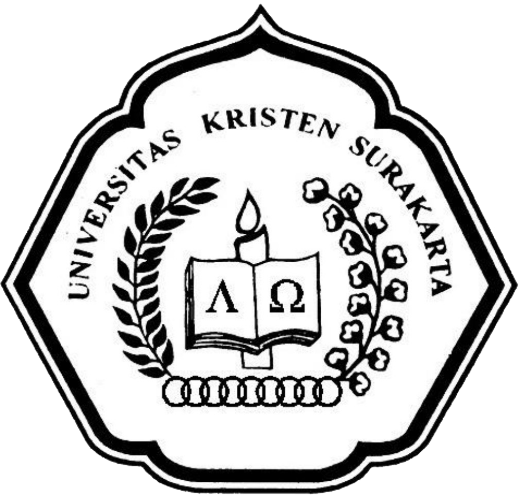 UNIVERSITAS KRISTEN SURAKARTA
Λ Ω